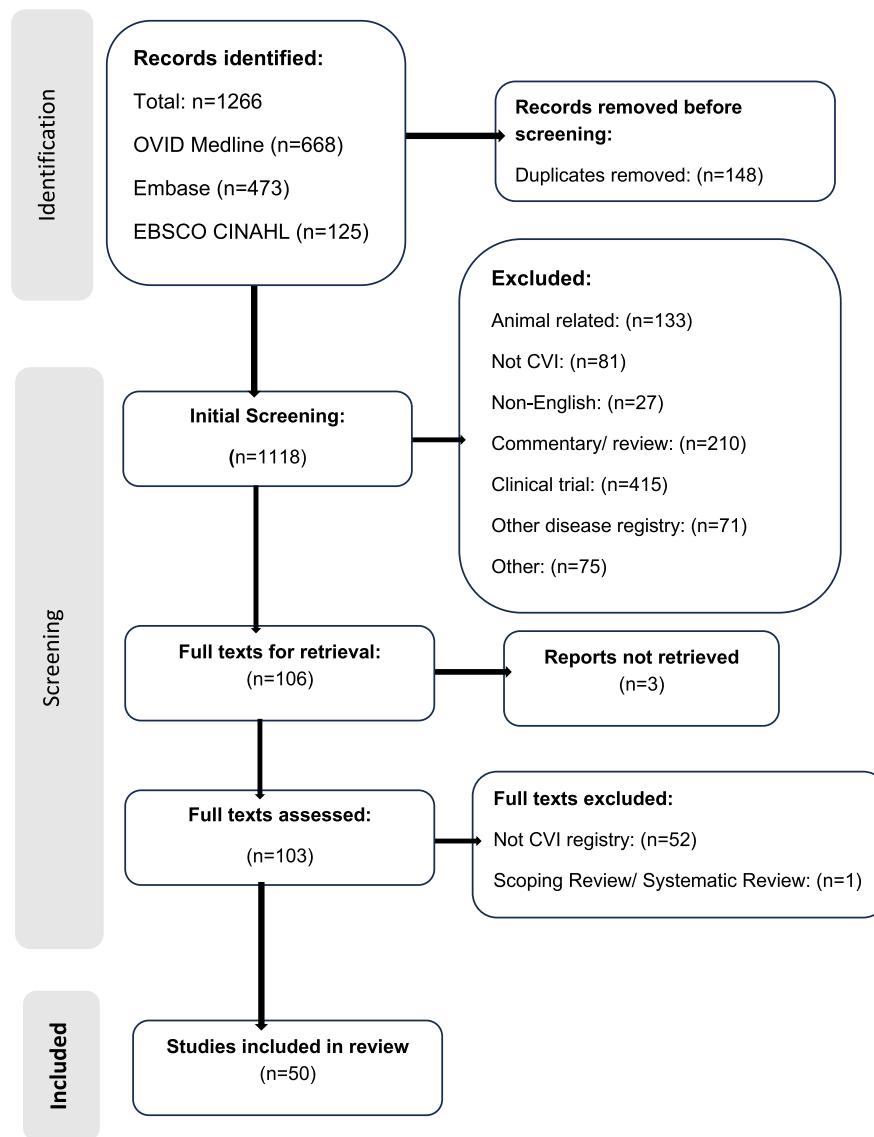 Identification
Records identified:
Total: n=1266
OVID Medline (n=668)
Embase (n=473)
EBSCO CINAHL (n=125)
Records removed before
screening:
Duplicates removed: (n=148)
Screening
Initial Screening:
(n=1118)
Excluded:
Animal related: (n=133)
Not CVI: (n=81)
Non-English: (n=27)
Commentary/ review: (n=210)
Clinical trial: (n=415)
Other disease registry: (n=71)
Other: (n=75)
Full texts for retrieval:
(n=106)
Reports not retrieved
(n=3)
Full texts assessed:
(n=103)
Full texts excluded:
Not CVI registry: (n=52)
Scoping Review/ Systematic Review: (n=1)
Included
Studies included in review
(n=50)